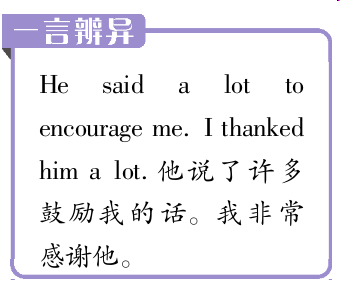 一言辨异
He said a lot to
encourage me. I thanked
him a lot. 他说了许多
鼓励我的话。我非常
感谢他。